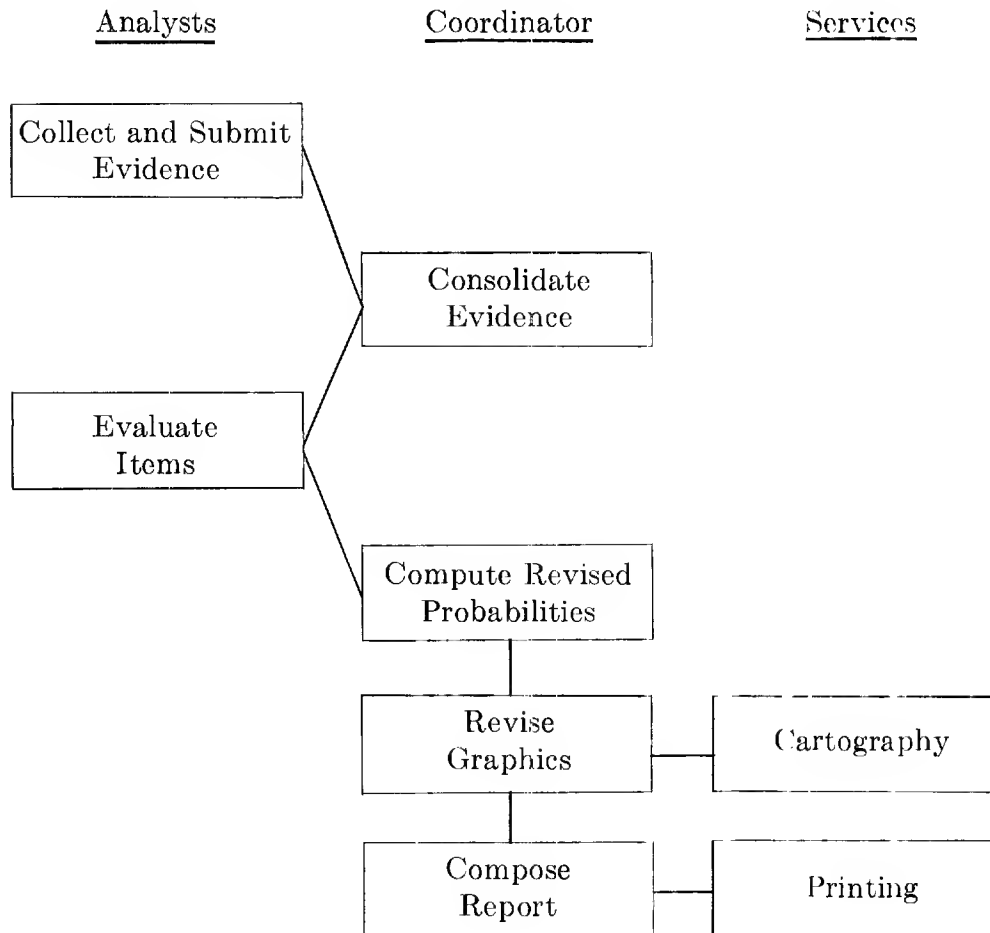 Analysts
Coordinator
Services
Collect and Submit
Evidence
Consolidate
Evidence
Evaluate
Items
Compute Revised
Probabilities
Revise
Graphics
Cartography
Compose
Report
Printing